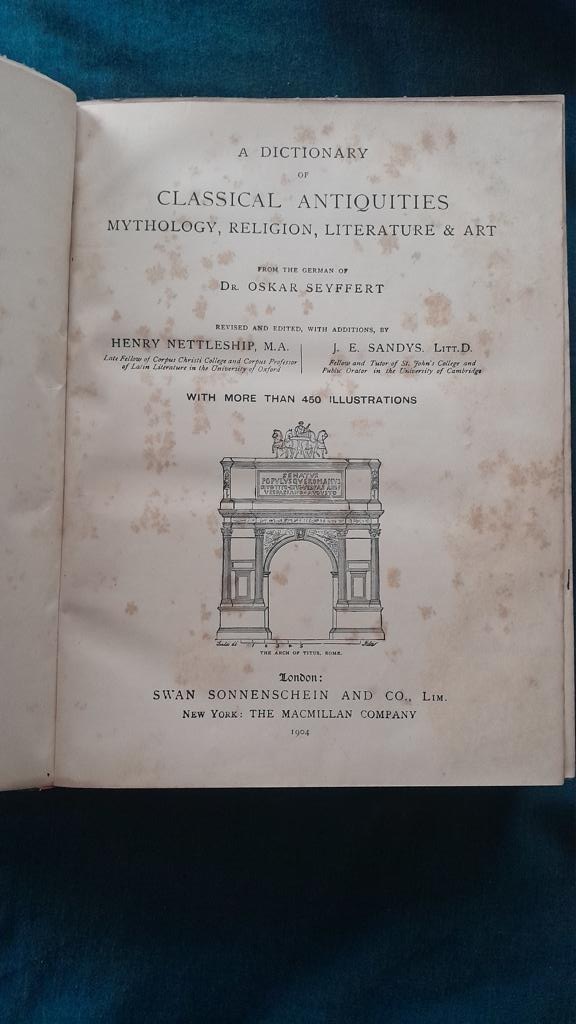 A DICTIONARY
OF
CLASSICAL ANTIQUITIES
MYTHOLOGY, RELIGION, LITERATURE & ART
FROM THE GERMAN OF
DR. OSKAR SEYFFERT
REVISED AND EDITED, WITH ADDITIONS, BY
HENRY NETTLESHIP, M.A.
Late Fellow of Corpus Christi College and Corpus Professor
of Latin Literature in the University of Oxford
J. E. SANDYS, LITT.D.
Fellow and Tutor of St. John's College and
Public Orator in the University of Cambridge
WITH MORE THAN 450 ILLUSTRATIONS
SENATVS
POPVLVSQVEROMANVS
VESPASIANO·AVGVSTO
THE ARCH OF TITUS, ROME.
London:
SWAN SONNENSCHEIN AND CO., LIM.
NEW YORK: THE MACMILLAN COMPANY
1904